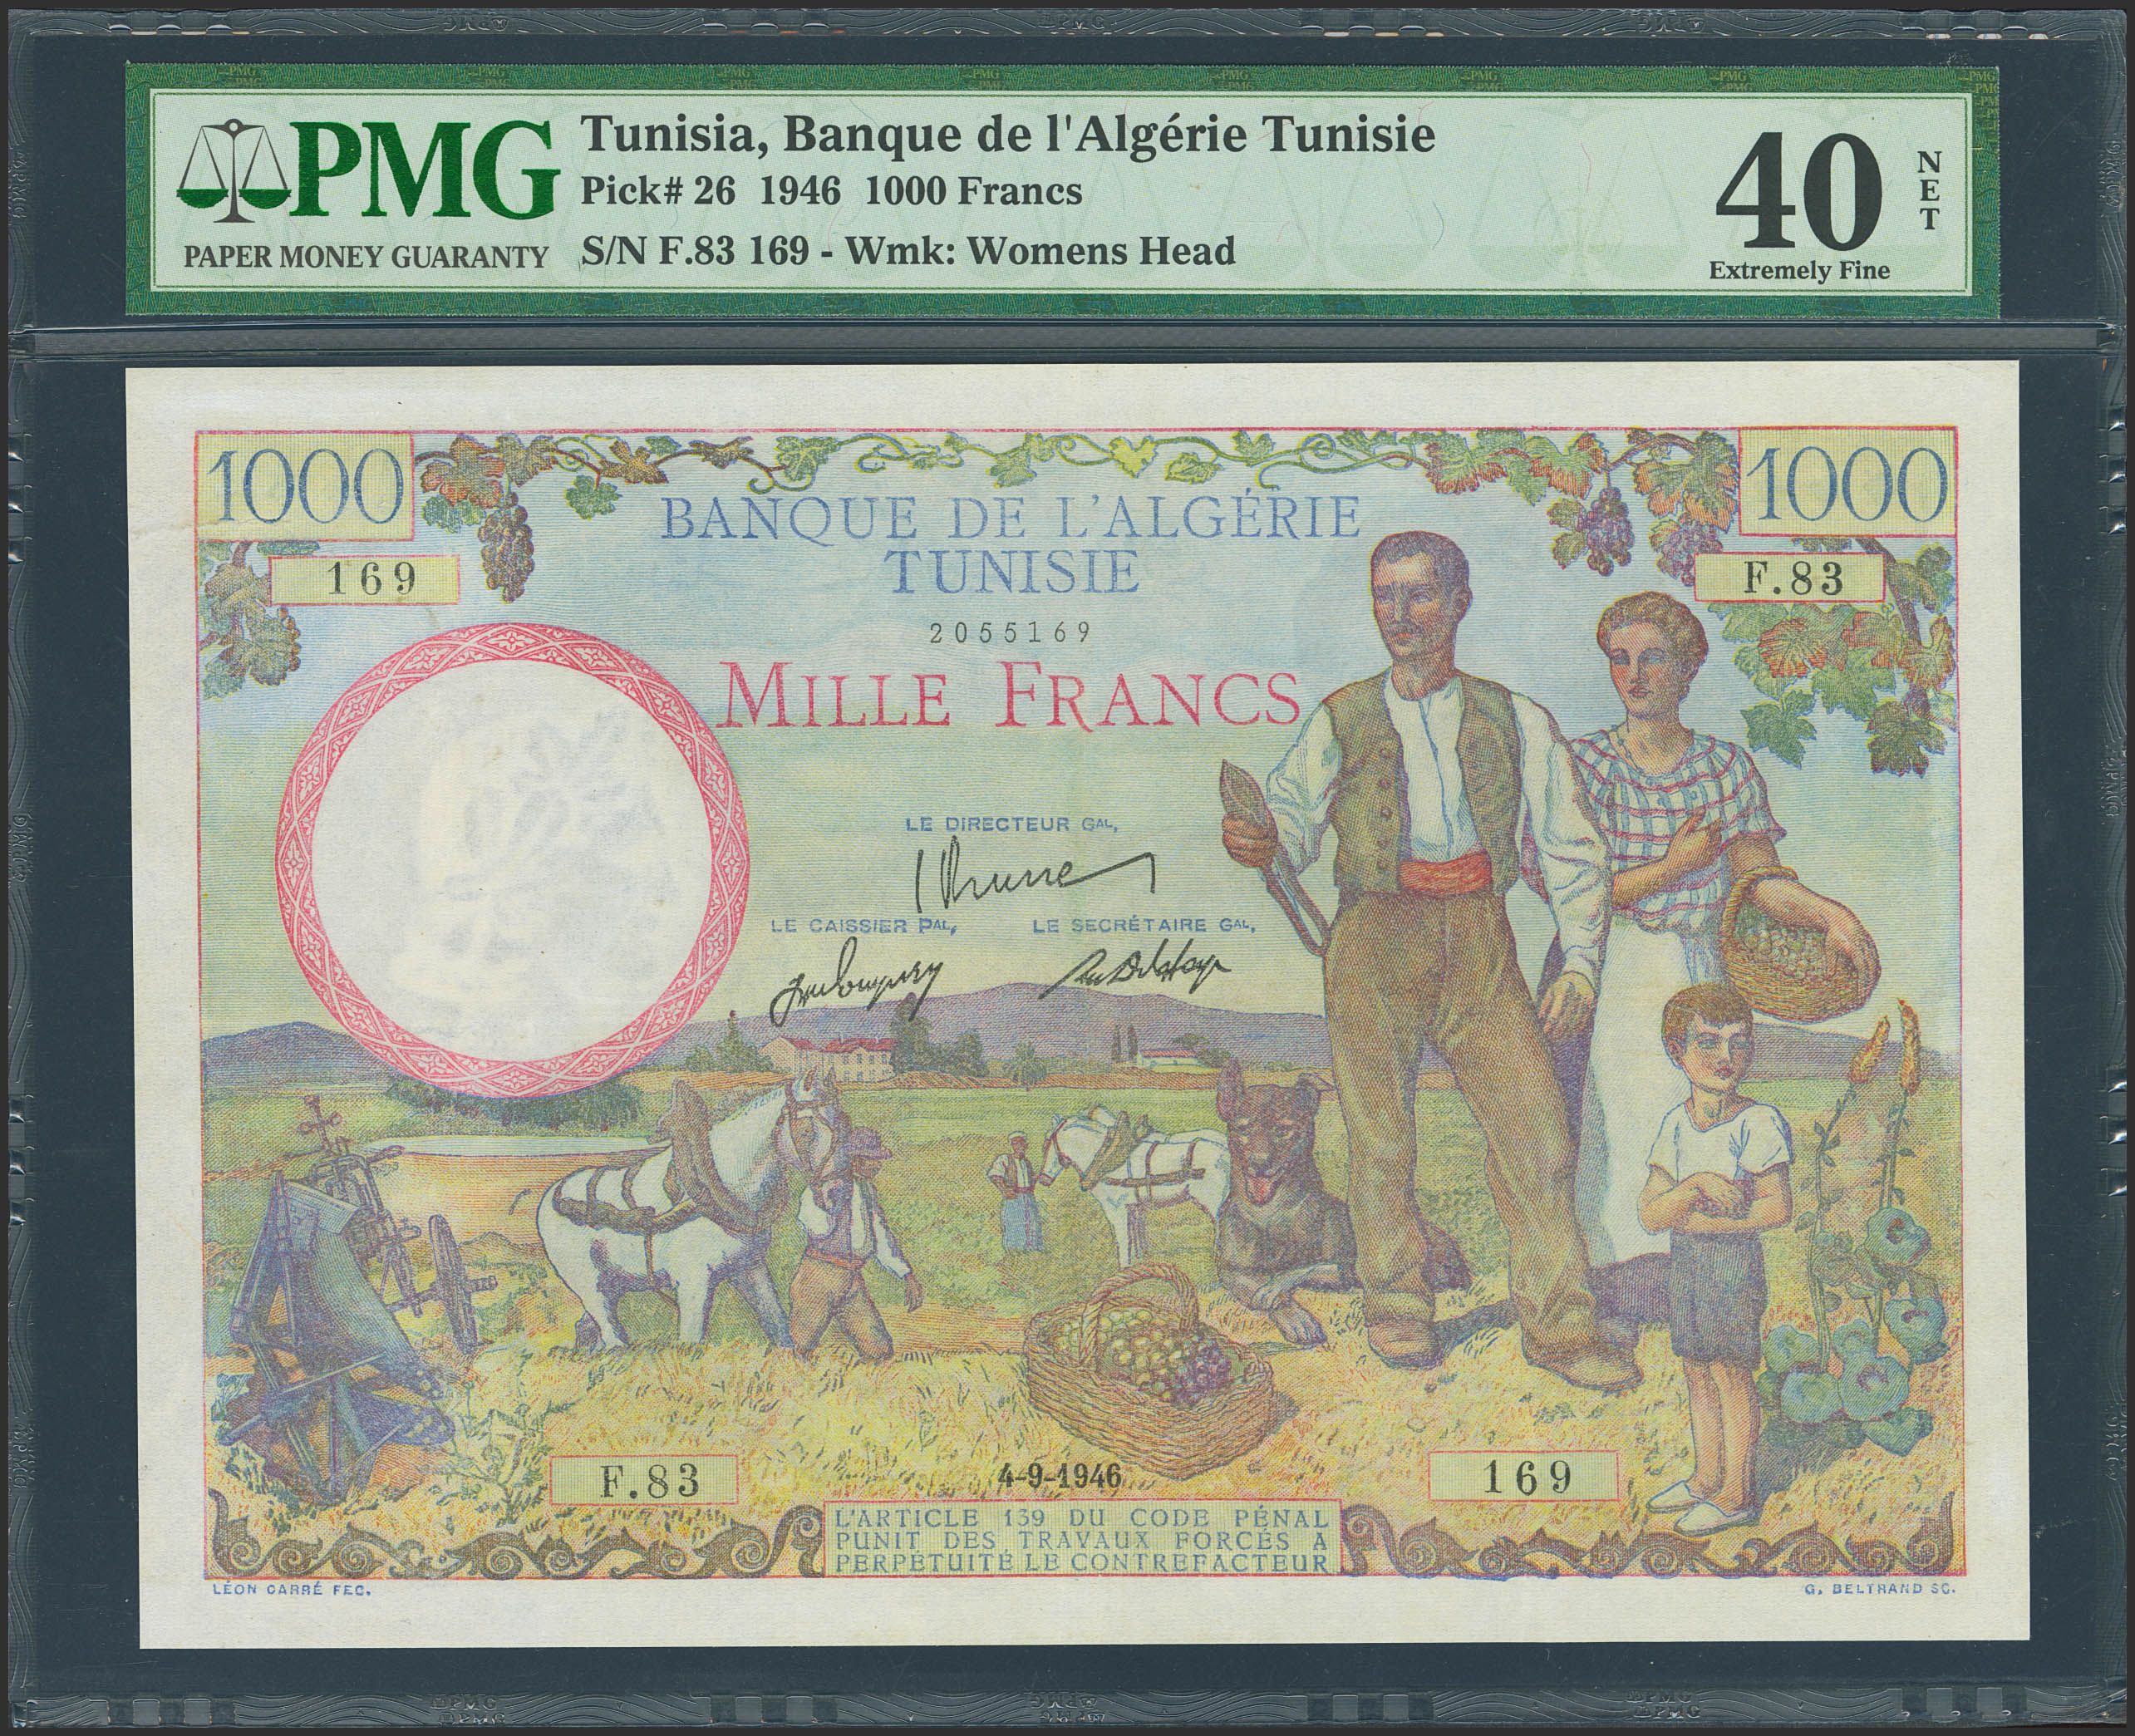 PMG
PAPER MONEY GUARANTY
Tunisia, Banque de l'Algérie Tunisie
Pick# 26 1946 1000 Francs
S/N F.83 169 - Wmk: Womens Head
40
NET
Extremely Fine
1000
1000
BANQUE DE L'ALGÉRIE
TUNISIE
169
F.83
2055169
MILLE FRANCS
LE DIRECTEUR GAL,
LE CAISSIER PAL,
LE SECRÉTAIRE GAL,
F.83
4-9-1946
169
L'ARTICLE 139 DU CODE PÉNAL
PUNIT DES TRAVAUX FORCÉS A
PERPÉTUITÉ LE CONTREFACTEUR
LÉON CARRÉ FEC.
G. BELTRAND SC.